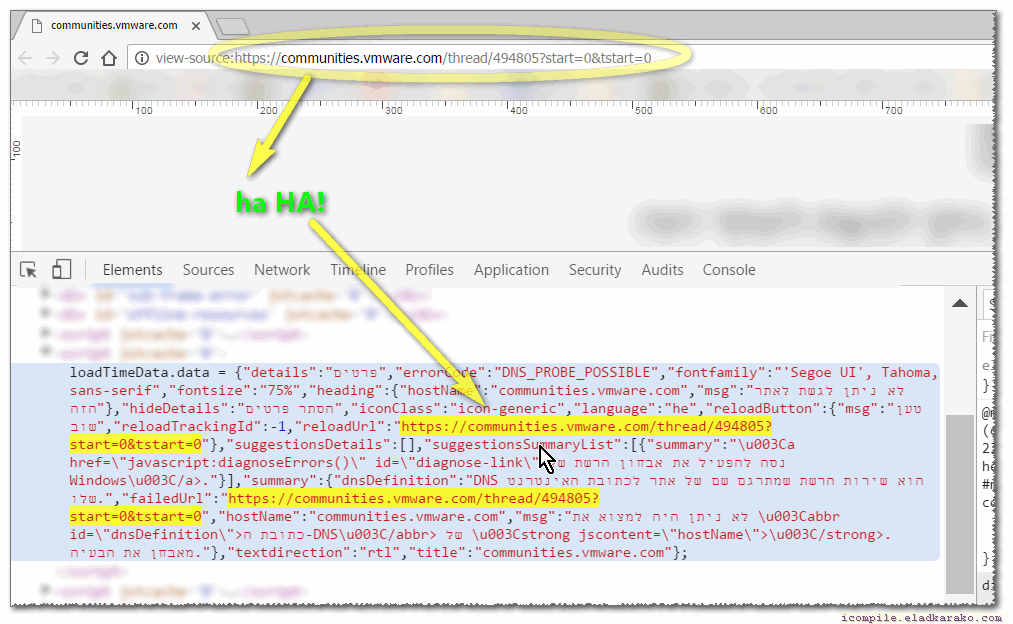 communities.vmware.com
view-source:https://communities.vmware.com/thread/494805?start=0&tstart=0
100 200 300 400 500 600 700
100
ha HA!
Elements Sources Network Timeline Profiles Application Security Audits Console
loadTimeData.data = {"details":"פרטים","errorCode":"DNS_PROBE_POSSIBLE","fontfamily":"'Segoe UI', Tahoma,
sans-serif","fontsize":"75%","heading":{"hostName":"communities.vmware.com","msg":"לא ניתן לגשת לאתר
הזה"},"hideDetails":"הסתר פרטים","iconClass":"icon-generic","language":"he","reloadButton":{"msg":"טען
שוב","reloadTrackingId":-1,"reloadUrl":"https://communities.vmware.com/thread/494805?
start=0&tstart=0"},"suggestionsDetails":[],"suggestionsSummaryList":[{"summary":"\u003Ca
href=\"javascript:diagnoseErrors()\" id=\"diagnose-link\" נסה להפעיל את אבחון הרשת של
Windows\u003C/a>."}],"summary":{"dnsDefinition":"DNS הוא שירות הרשת שמתרגם שם של אתר לכתובת האינטרנט
שלו.","failedUrl":"https://communities.vmware.com/thread/494805?
start=0&tstart=0","hostName":"communities.vmware.com","msg":"לא ניתן היה למצוא את \u003Cabbr
id=\"dnsDefinition\">כתובת ה-DNS\u003C/abbr> של \u003Cstrong jscontent=\"hostName\">\u003C/strong>.
מאבחן את הבעיה."},"textdirection":"rtl","title":"communities.vmware.com"};
icompile.eladkarako.com